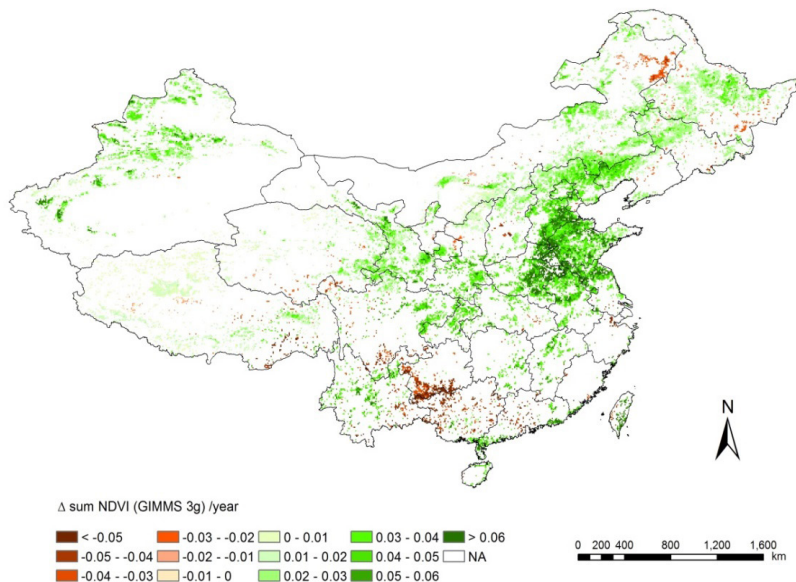 N
Δ sum NDVI (GIMMS 3g) /year
< -0.05 -0.03 - -0.02 0 - 0.01 0.03 - 0.04 > 0.06
-0.05 - -0.04 -0.02 - -0.01 0.01 - 0.02 0.04 - 0.05 NA
-0.04 - -0.03 -0.01 - 0 0.02 - 0.03 0.05 - 0.06
0 200 400 800 1,200 1,600
km